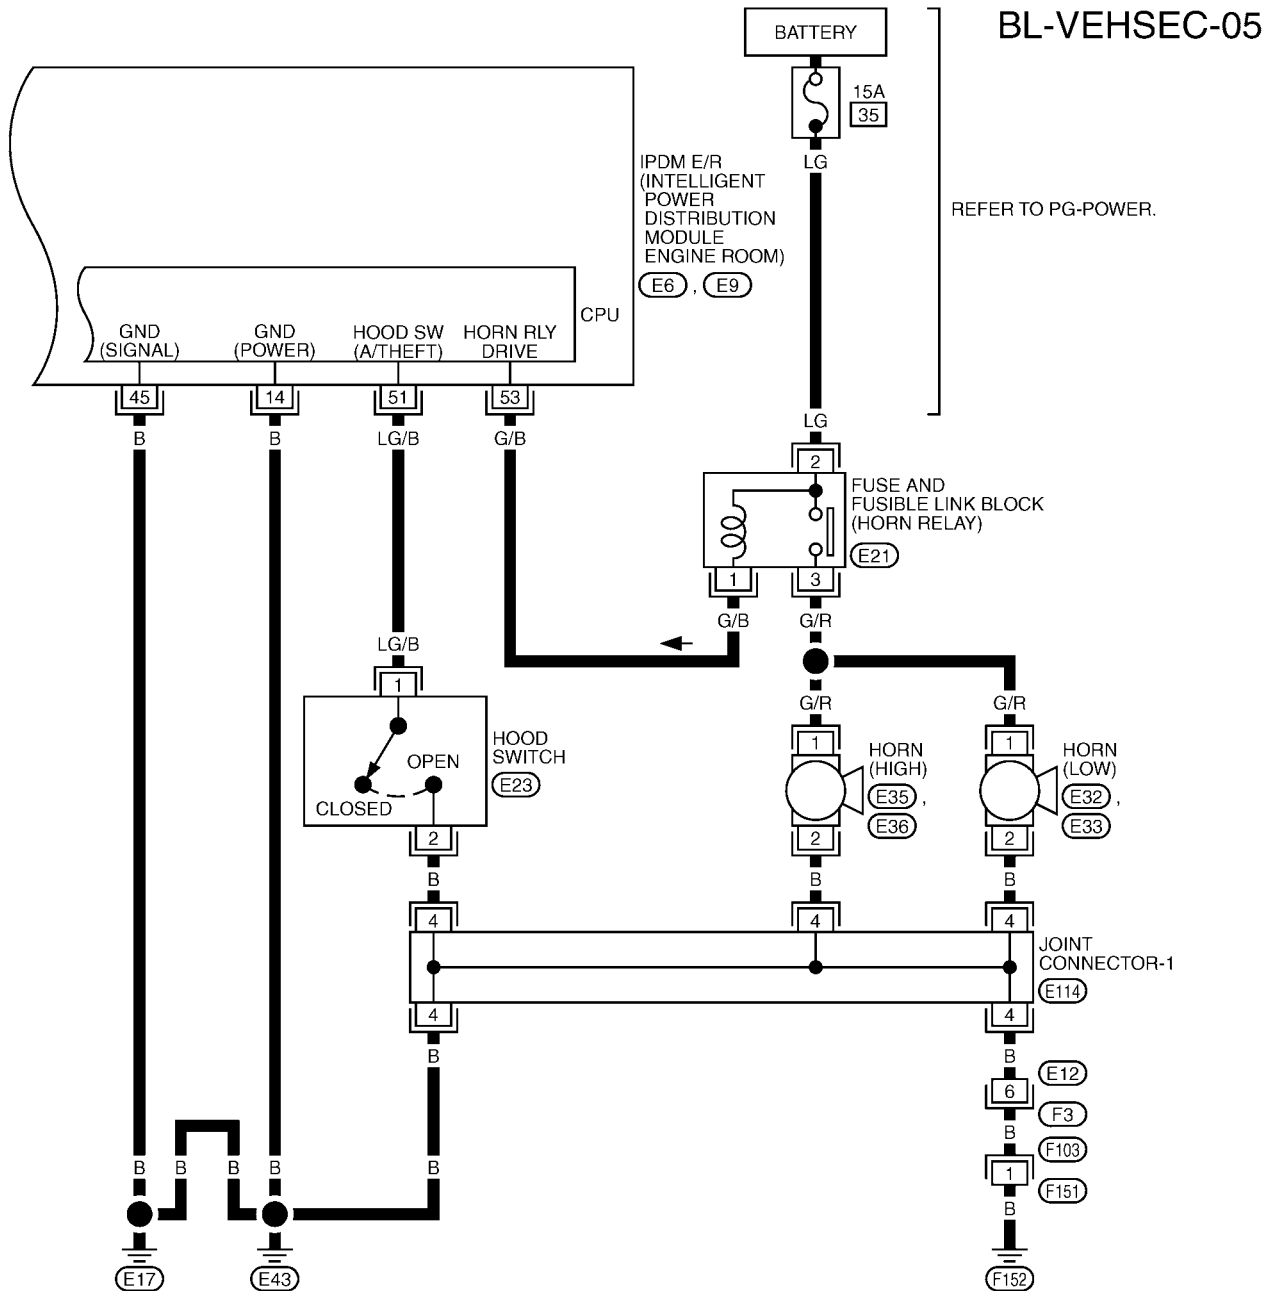 BL-VEHSEC-05
BATTERY
15A
35
LG
IPDM E/R
(INTELLIGENT
POWER
DISTRIBUTION
MODULE
ENGINE ROOM)
E6 , E9
REFER TO PG-POWER.
CPU
GND
(SIGNAL)
GND
(POWER)
HOOD SW
(A/THEFT)
HORN RLY
DRIVE
45
14
51
53
LG
B
B
LG/B
G/B
2
FUSE AND
FUSIBLE LINK BLOCK
(HORN RELAY)
E21
1
3
G/B
G/R
LG/B
1
HOOD
SWITCH
E23
OPEN
CLOSED
2
G/R
G/R
1
1
HORN
(HIGH)
E35 ,
E36
HORN
(LOW)
E32 ,
E33
2
2
B
B
B
4
4
4
JOINT
CONNECTOR-1
E114
4
4
B
B
E12
6
F3
B
F103
1
F151
B
B
B
B
B
B
E17
E43
F152